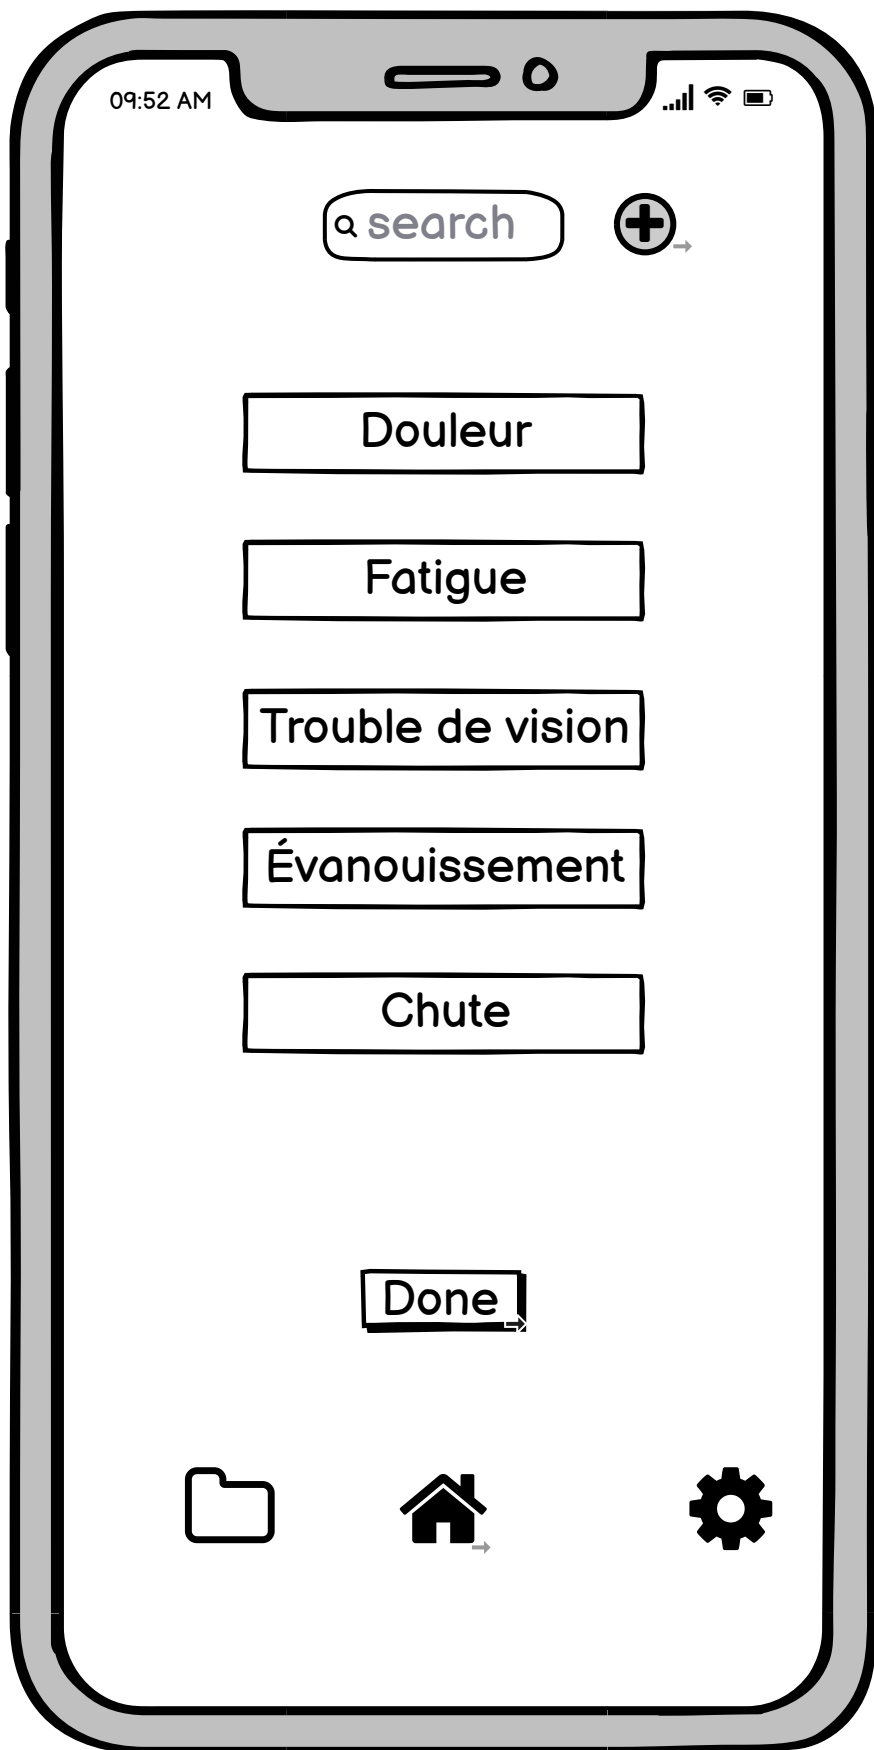 09:52 AM
search
Douleur
Fatigue
Trouble de vision
Évanouissement
Chute
Done